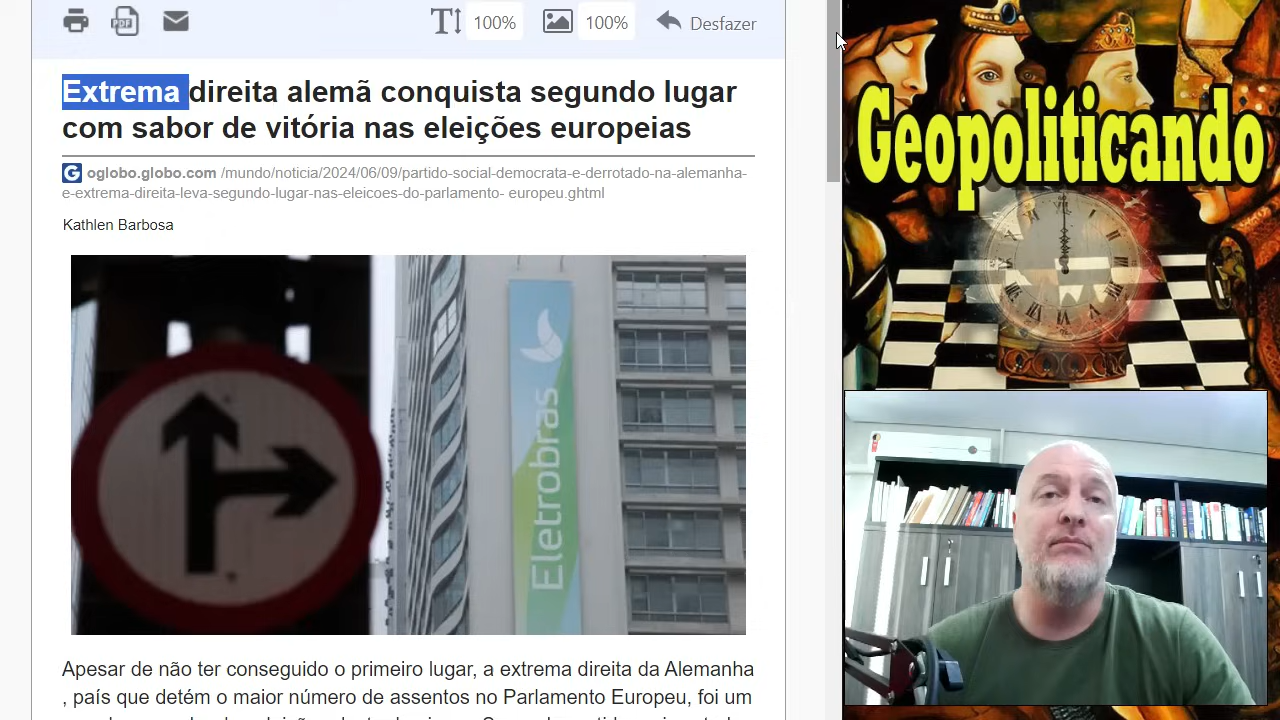 PDF
100%
100%
Desfazer
Extrema direita alemã conquista segundo lugar
com sabor de vitória nas eleições europeias
oglobo.globo.com /mundo/noticia/2024/06/09/partido-social-democrata-e-derrotado-na-alemanha-
e-extrema-direita-leva-segundo-lugar-nas-eleicoes-do-parlamento- europeu.ghtml
Kathlen Barbosa
Eletrobras
Apesar de não ter conseguido o primeiro lugar, a extrema direita da Alemanha
, país que detém o maior número de assentos no Parlamento Europeu, foi um
Geopoliticando